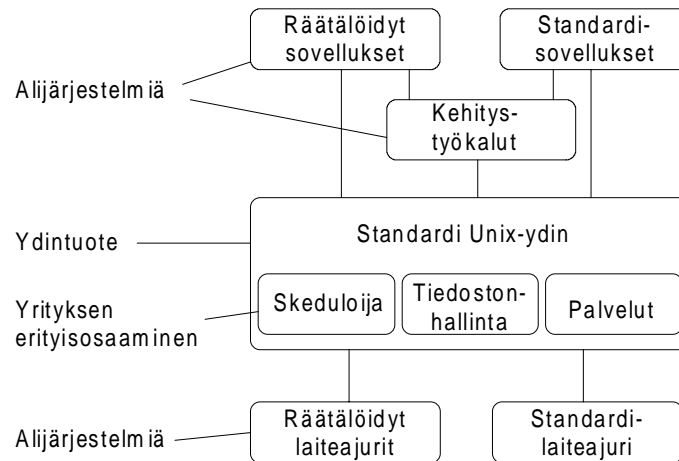 Räätälöidyt
sovellukset
Standardi-
sovellukset
Alijärjestelmiä
Kehitys-
työkalut
Ydintuote
Standardi Unix-ydin
Yrityksen
erityisosaaminen
Skeduloija
Tiedoston-
hallinta
Palvelut
Alijärjestelmiä
Räätälöidyt
laiteajurit
Standardi-
laiteajuri